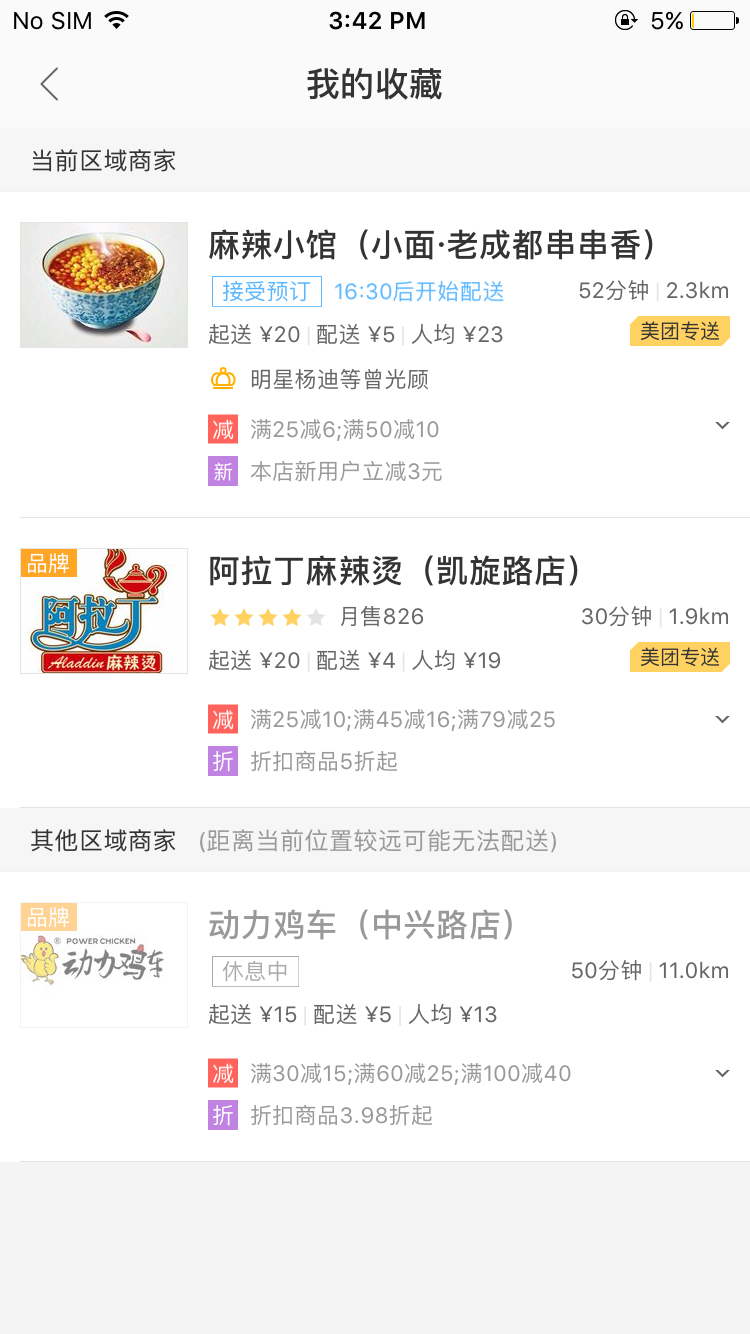 No SIM 3:42 PM 5%
我的收藏
当前区域商家
麻辣小馆（小面·老成都串串香）
接受预订 16:30后开始配送 52分钟 2.3km
起送 ¥20 配送 ¥5 人均 ¥23 美团专送
明星杨迪等曾光顾
减 满25减6;满50减10
新 本店新用户立减3元
品牌
阿拉丁
Aladdin 麻辣烫
阿拉丁麻辣烫（凯旋路店）
月售826 30分钟 1.9km
起送 ¥20 配送 ¥4 人均 ¥19 美团专送
减 满25减10;满45减16;满79减25
折 折扣商品5折起
其他区域商家 (距离当前位置较远可能无法配送)
品牌
POWER CHICKEN
动力鸡车
动力鸡车（中兴路店）
休息中 50分钟 11.0km
起送 ¥15 配送 ¥5 人均 ¥13
减 满30减15;满60减25;满100减40
折 折扣商品3.98折起